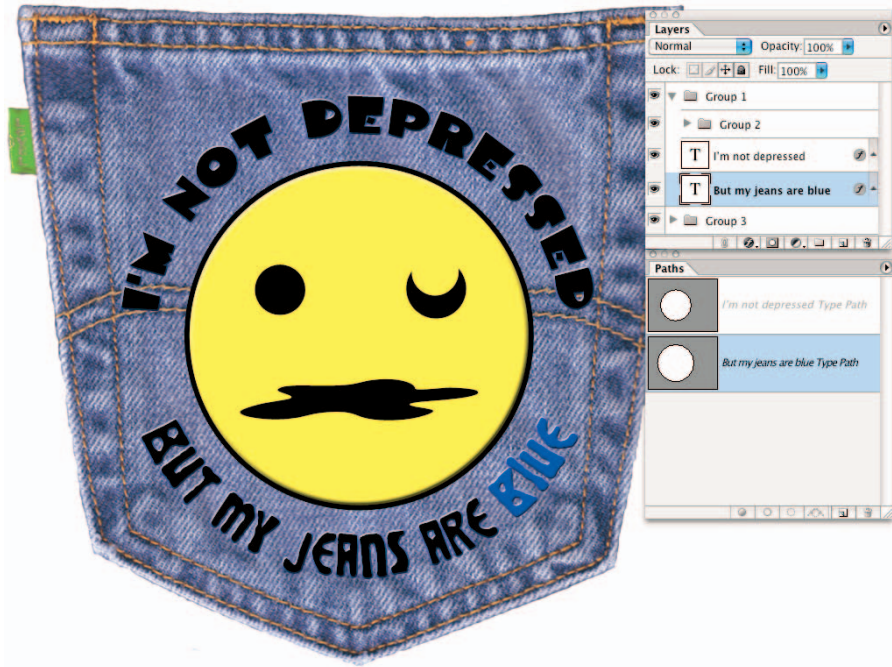 I'M NOT DEPRESSED
BUT MY JEANS ARE BLUE
Layers
Normal
Opacity: 100%
Lock:
Fill: 100%
Group 1
Group 2
T I'm not depressed
T But my jeans are blue
Group 3
Paths
I'm not depressed Type Path
But my jeans are blue Type Path